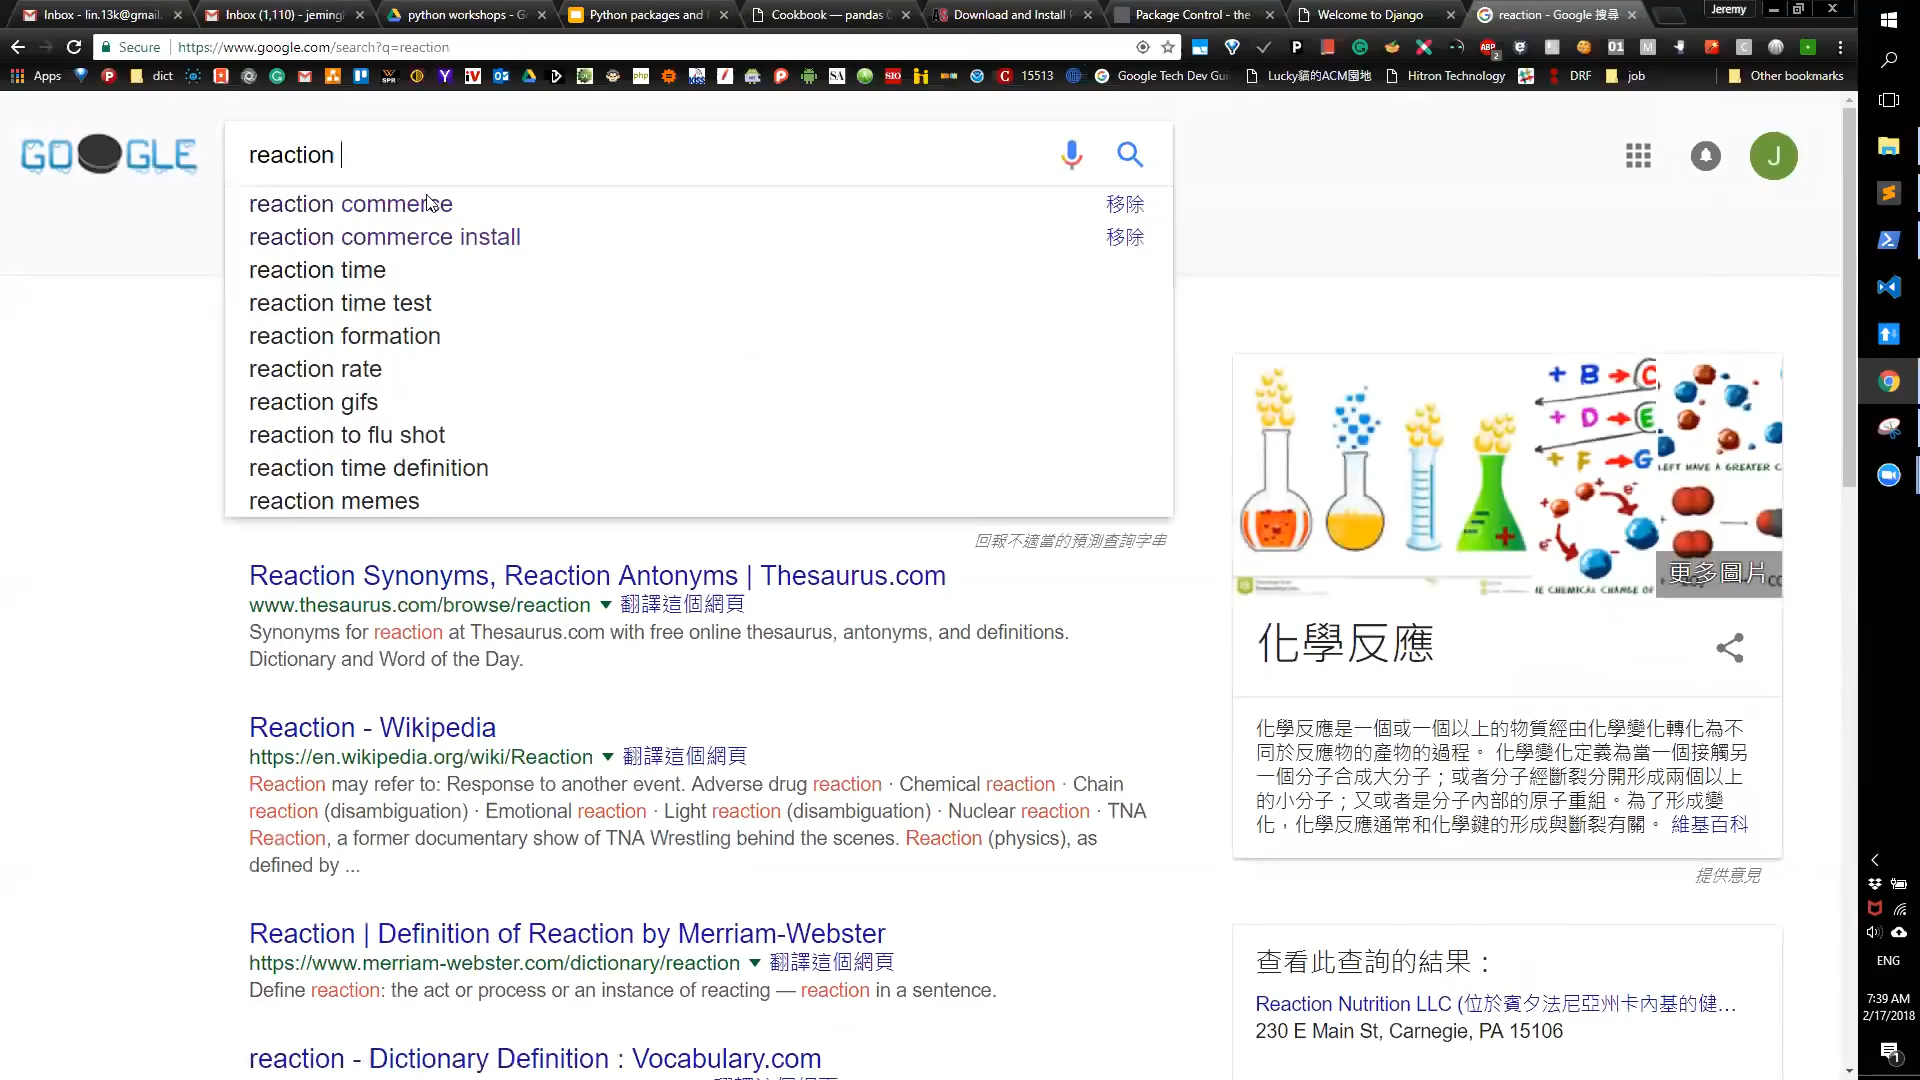 Inbox - lin.13k@gmail.
Inbox (1,110) - jeming
python workshops - G
Python packages and
Cookbook — pandas
Download and Install
Package Control - the
Welcome to Django
reaction - Google 搜尋
Jeremy
Secure
https://www.google.com/search?q=reaction
Apps
dict
15513
Google Tech Dev Gui
Lucky貓的ACM園地
Hitron Technology
DRF
job
Other bookmarks
GOOGLE
reaction
J
reaction commerce
移除
reaction commerce install
移除
reaction time
reaction time test
reaction formation
reaction rate
reaction gifs
reaction to flu shot
reaction time definition
reaction memes
回報不適當的預測查詢字串
Reaction Synonyms, Reaction Antonyms | Thesaurus.com
www.thesaurus.com/browse/reaction ▼ 翻譯這個網頁
Synonyms for reaction at Thesaurus.com with free online thesaurus, antonyms, and definitions.
Dictionary and Word of the Day.
Reaction - Wikipedia
https://en.wikipedia.org/wiki/Reaction ▼ 翻譯這個網頁
Reaction may refer to: Response to another event. Adverse drug reaction · Chemical reaction · Chain
reaction (disambiguation) · Emotional reaction · Light reaction (disambiguation) · Nuclear reaction · TNA
Reaction, a former documentary show of TNA Wrestling behind the scenes. Reaction (physics), as
defined by ...
Reaction | Definition of Reaction by Merriam-Webster
https://www.merriam-webster.com/dictionary/reaction ▼ 翻譯這個網頁
Define reaction: the act or process or an instance of reacting — reaction in a sentence.
reaction - Dictionary Definition : Vocabulary.com
+ B → C
+ D → E
+ F → G
LEFT HAVE A GREATER C
更多圖片
IE CHEMICAL CHANGE OF
化學反應
化學反應是一個或一個以上的物質經由化學變化轉化為不
同於反應物的產物的過程。 化學變化定義為當一個接觸另
一個分子合成大分子；或者分子經斷裂分開形成兩個以上
的小分子；又或者是分子內部的原子重組。為了形成變
化，化學反應通常和化學鍵的形成與斷裂有關。 維基百科
提供意見
查看此查詢的結果：
Reaction Nutrition LLC (位於賓夕法尼亞州卡內基的健…
230 E Main St, Carnegie, PA 15106
ENG
7:39 AM
2/17/2018